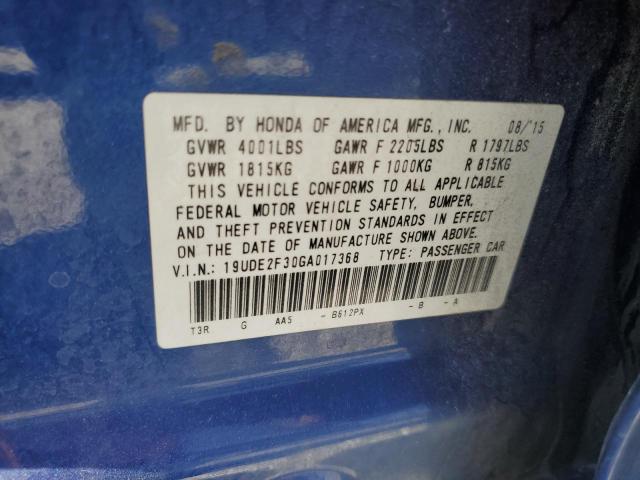 MFD. BY HONDA OF AMERICA MFG., INC. 08/'15
GVWR 4001LBS GAWR F 2205LBS R 1797LBS
GVWR 1815KG GAWR F 1000KG R 815KG
THIS VEHICLE CONFORMS TO ALL APPLICABLE
FEDERAL MOTOR VEHICLE SAFETY, BUMPER,
AND THEFT PREVENTION STANDARDS IN EFFECT
ON THE DATE OF MANUFACTURE SHOWN ABOVE.
V.I.N.: 19UDE2F30GA017368 TYPE: PASSENGER CAR
T3R G AA5 - B612PX - B - A